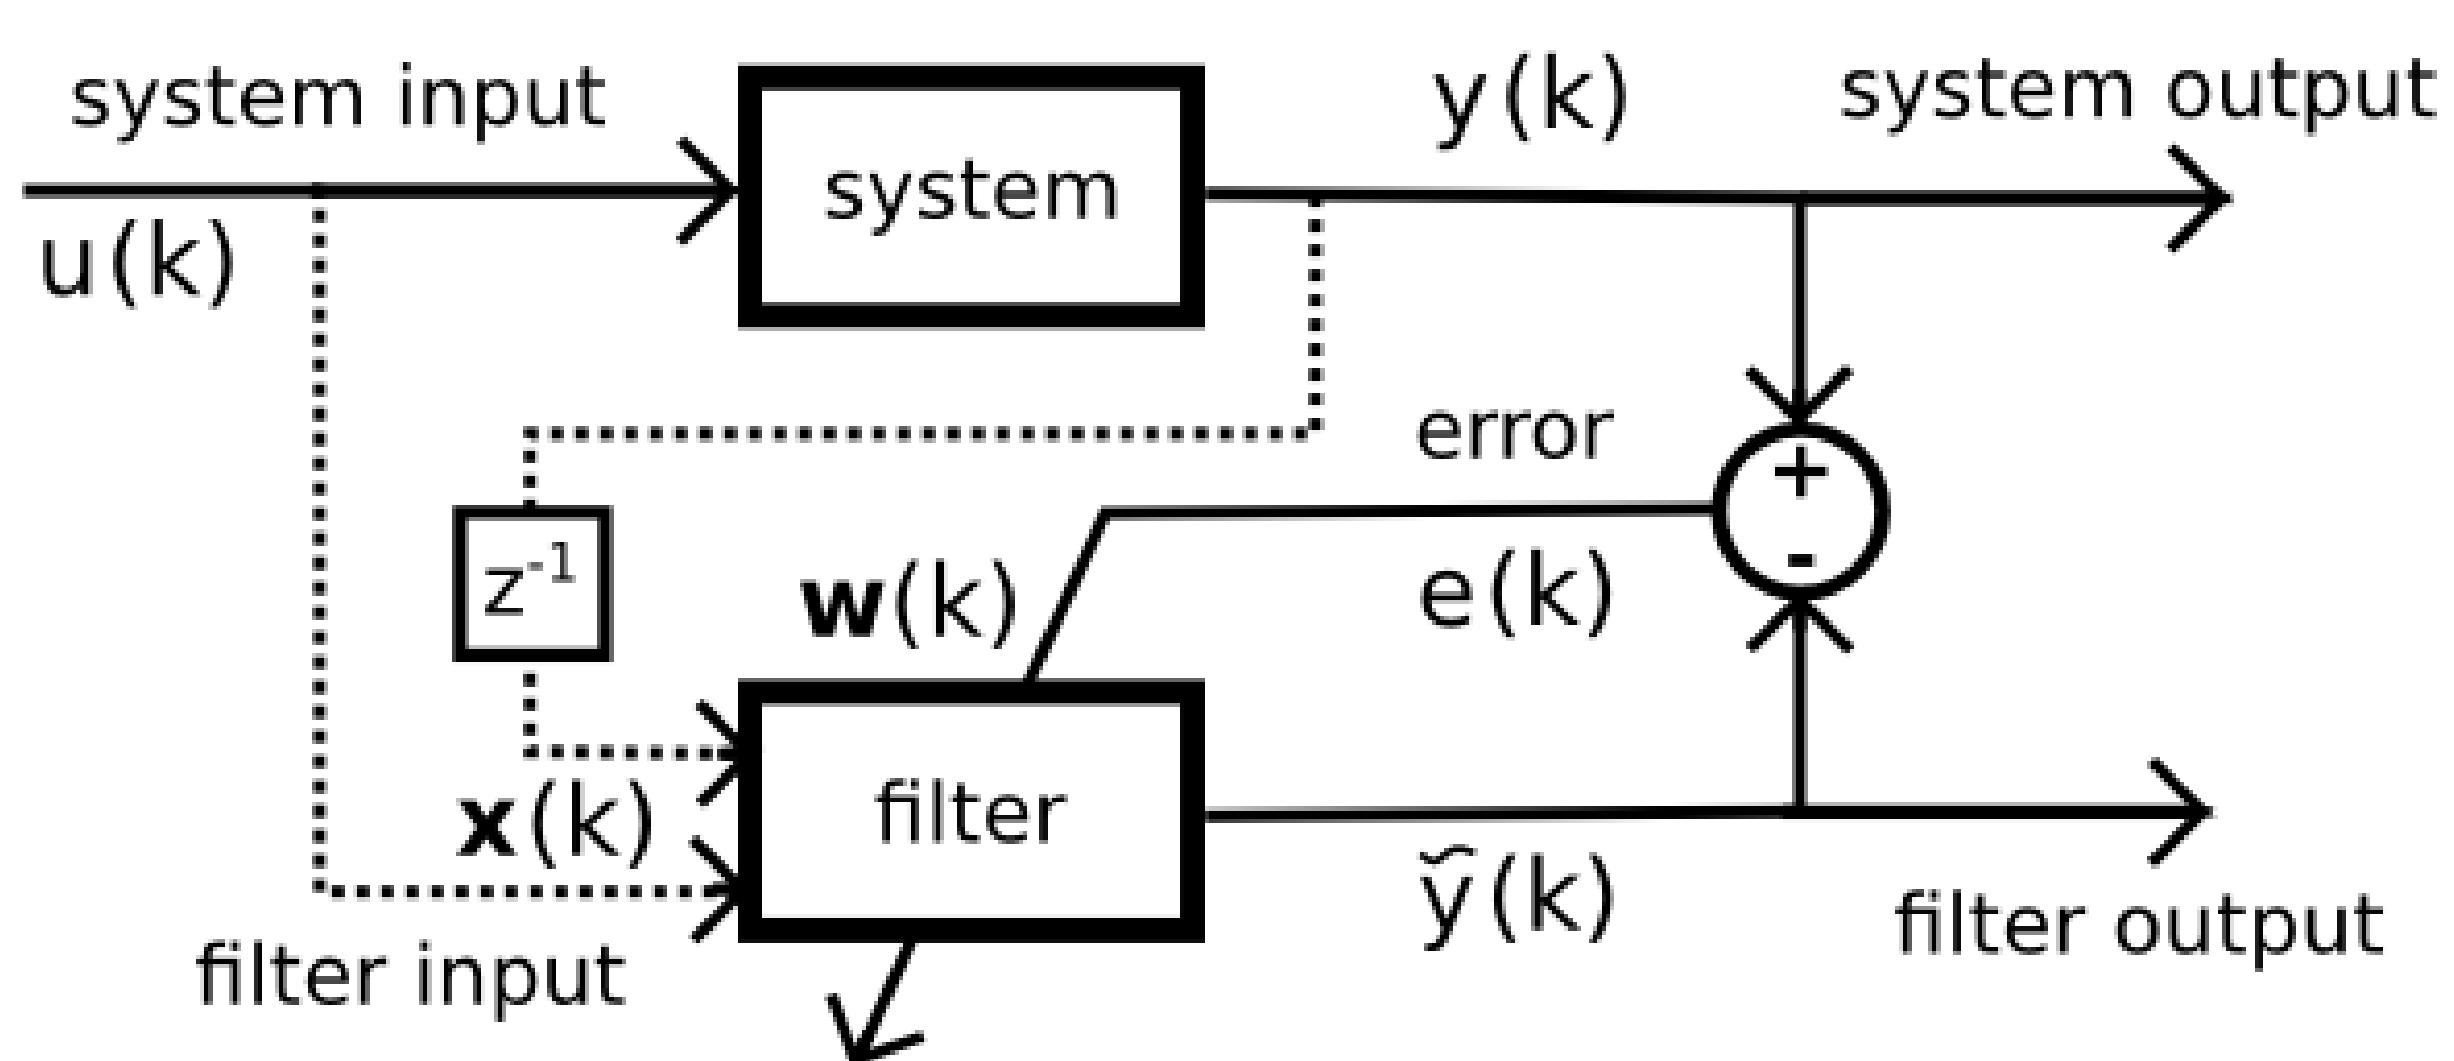 system input
y(k)
system output
system
u(k)
error
+
z⁻¹
-
w(k)
e(k)
x(k)
filter
ỹ(k)
filter input
filter output